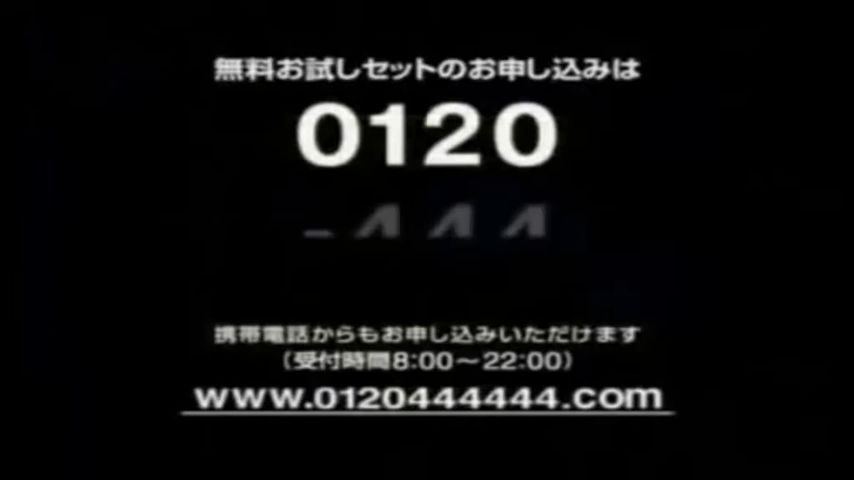 無料お試しセットのお申し込みは
0120
-444
携帯電話からもお申し込みいただけます
(受付時間8:00~22:00)
www.0120444444.com